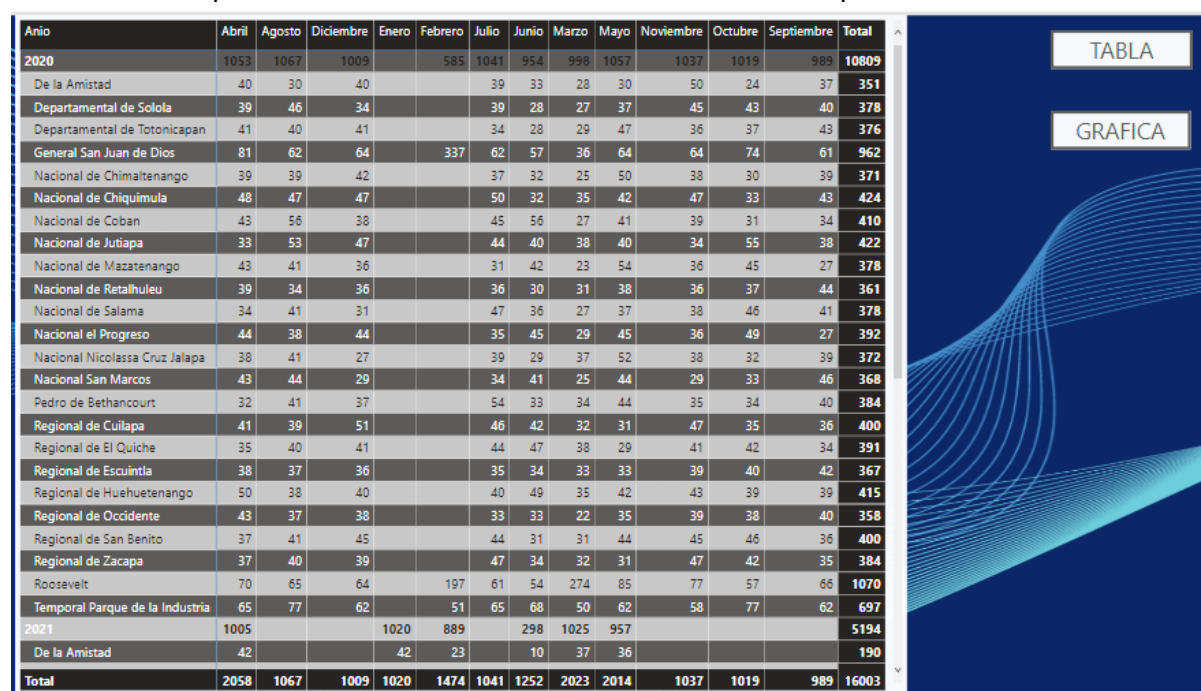 Anio Abril Agosto Diciembre Enero Febrero Julio Junio Marzo Mayo Noviembre Octubre Septiembre Total
2020 1053 1067 1009 585 1041 954 998 1057 1037 1019 989 10809
De la Amistad 40 30 40 39 33 28 30 50 24 37 351
Departamental de Solola 39 46 34 39 28 27 37 45 43 40 378
Departamental de Totonicapan 41 40 41 34 28 29 47 36 37 43 376
General San Juan de Dios 81 62 64 337 62 57 36 64 64 74 61 962
Nacional de Chimaltenango 39 39 42 37 32 25 50 38 30 39 371
Nacional de Chiquimula 48 47 47 50 32 35 42 47 33 43 424
Nacional de Coban 43 56 38 45 56 27 41 39 31 34 410
Nacional de Jutiapa 33 53 47 44 40 38 40 34 55 38 422
Nacional de Mazatenango 43 41 36 31 42 23 54 36 45 27 378
Nacional de Retalhuleu 39 34 36 36 30 31 38 36 37 44 361
Nacional de Salama 34 41 31 47 36 27 37 38 46 41 378
Nacional el Progreso 44 38 44 35 45 29 45 36 49 27 392
Nacional Nicolassa Cruz Jalapa 38 41 27 39 29 37 52 38 32 39 372
Nacional San Marcos 43 44 29 34 41 25 44 29 33 46 368
Pedro de Bethancourt 32 41 37 54 33 34 44 35 34 40 384
Regional de Cuilapa 41 39 51 46 42 32 31 47 35 36 400
Regional de El Quiche 35 40 41 44 47 38 29 41 42 34 391
Regional de Escuintla 38 37 36 35 34 33 33 39 40 42 367
Regional de Huehuetenango 50 38 40 40 49 35 42 43 39 39 415
Regional de Occidente 43 37 38 33 33 22 35 39 38 40 358
Regional de San Benito 37 41 45 44 31 31 44 45 46 36 400
Regional de Zacapa 37 40 39 47 34 32 31 47 42 35 384
Roosevelt 70 65 64 197 61 54 274 85 77 57 66 1070
Temporal Parque de la Industria 65 77 62 51 65 68 50 62 58 77 62 697
2021 1005 1020 889 298 1025 957 5194
De la Amistad 42 42 23 10 37 36 190
Total 2058 1067 1009 1020 1474 1041 1252 2023 2014 1037 1019 989 16003
TABLA
GRAFICA